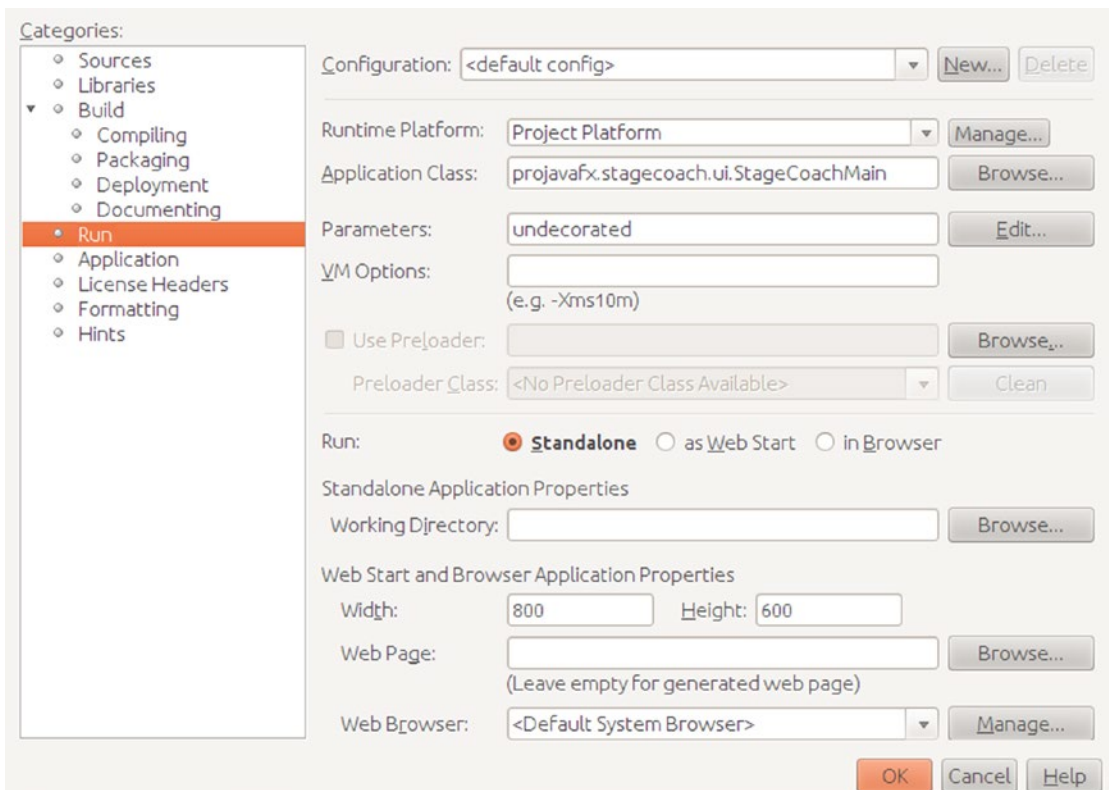 Categories:
Sources
Libraries
Build
Compiling
Packaging
Deployment
Documenting
Run
Application
License Headers
Formatting
Hints
Configuration: <default config> New... Delete
Runtime Platform: Project Platform Manage...
Application Class: projavafx.stagecoach.ui.StageCoachMain Browse...
Parameters: undecorated Edit...
VM Options:
(e.g. -Xms10m)
Use Preloader: Browse...
Preloader Class: <No Preloader Class Available> Clean
Run: Standalone as Web Start in Browser
Standalone Application Properties
Working Directory: Browse...
Web Start and Browser Application Properties
Width: 800 Height: 600
Web Page: Browse...
(Leave empty for generated web page)
Web Browser: <Default System Browser> Manage...
OK Cancel Help